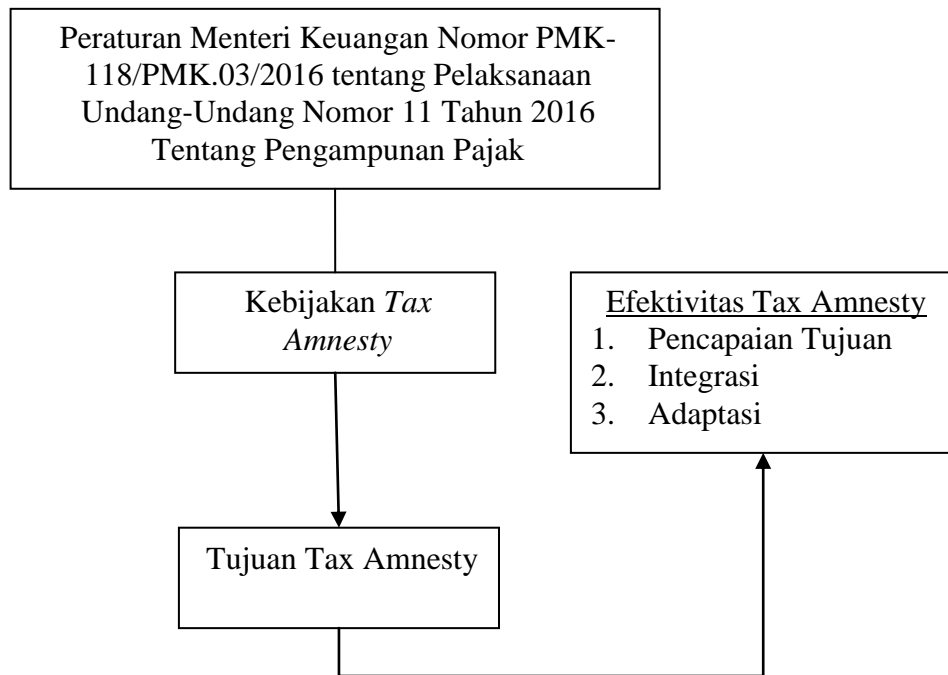 Peraturan Menteri Keuangan Nomor PMK-
118/PMK.03/2016 tentang Pelaksanaan
Undang-Undang Nomor 11 Tahun 2016
Tentang Pengampunan Pajak
Kebijakan Tax
Amnesty
Efektivitas Tax Amnesty
1. Pencapaian Tujuan
2. Integrasi
3. Adaptasi
Tujuan Tax Amnesty